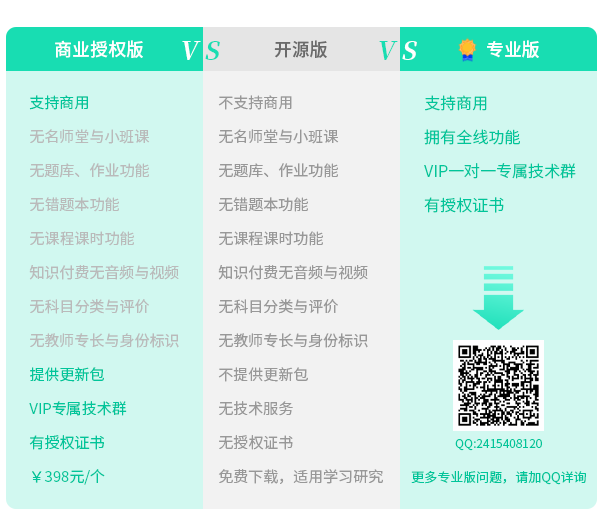 商业授权版
VS
开源版
VS
专业版
支持商用
无名师堂与小班课
无题库、作业功能
无错题本功能
无课程课时功能
知识付费无音频与视频
无科目分类与评价
无教师专长与身份标识
提供更新包
VIP专属技术群
有授权证书
￥398元/个
不支持商用
无名师堂与小班课
无题库、作业功能
无错题本功能
无课程课时功能
知识付费无音频与视频
无科目分类与评价
无教师专长与身份标识
不提供更新包
无技术服务
无授权证书
免费下载，适用学习研究
支持商用
拥有全线功能
VIP一对一专属技术群
有授权证书
QQ:2415408120
更多专业版问题，请加QQ详询